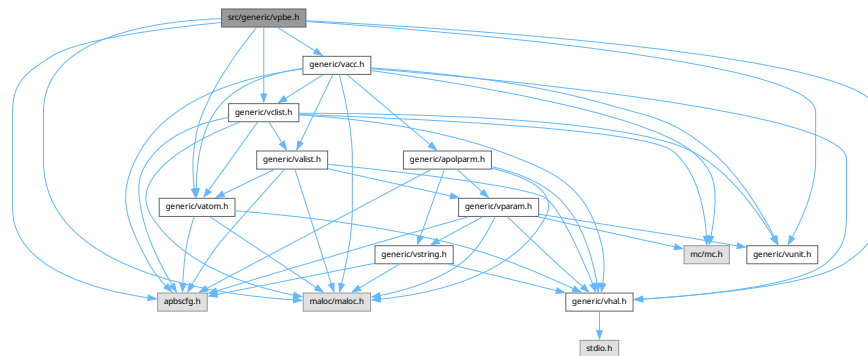 src/generic/vpbe.h
generic/vacc.h
generic/vclist.h
generic/valist.h
generic/apolparm.h
generic/vatom.h
generic/vparam.h
generic/vstring.h
mc/mc.h
generic/vunit.h
apbscfg.h
maloc/maloc.h
generic/vhal.h
stdio.h